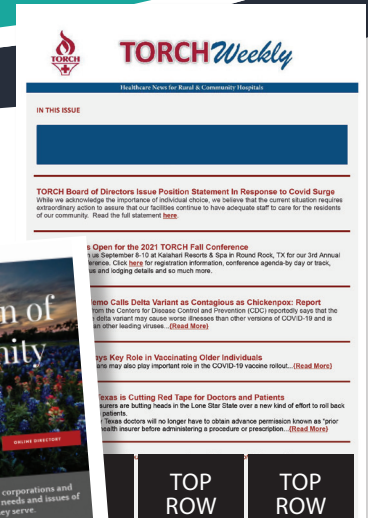 TORCH
TORCH Weekly
Healthcare News for Rural & Community Hospitals
IN THIS ISSUE
TORCH Board of Directors Issue Position Statement In Response to Covid Surge
While we acknowledge the importance of individual choice, we believe that the current situation requires
extraordinary action to assure that our facilities continue to have adequate staff to care for the residents
of our community. Read the full statement here.
s Open for the 2021 TORCH Fall Conference
us September 8-10 at Kalahari Resorts & Spa in Round Rock, TX for our 3rd Annual
erence. Click here for registration information, conference agenda-by day or track,
us and lodging details and so much more.
emo Calls Delta Variant as Contagious as Chickenpox: Report
from the Centers for Disease Control and Prevention (CDC) reportedly says that the
delta variant may cause worse illnesses than other versions of COVID-19 and is
an other leading viruses...(Read More)
ays Key Role in Vaccinating Older Individuals
ans may also play important role in the COVID-19 vaccine rollout...(Read More)
Texas is Cutting Red Tape for Doctors and Patients
surers are butting heads in the Lone Star State over a new kind of effort to roll back
patients.
Texas doctors will no longer have to obtain advance permission known as "prior
health insurer before administering a procedure or prescription...(Read More)
n of
nity
ONLINE DIRECTORY
corporations and
needs and issues of
ey serve.
TOP
ROW
TOP
ROW